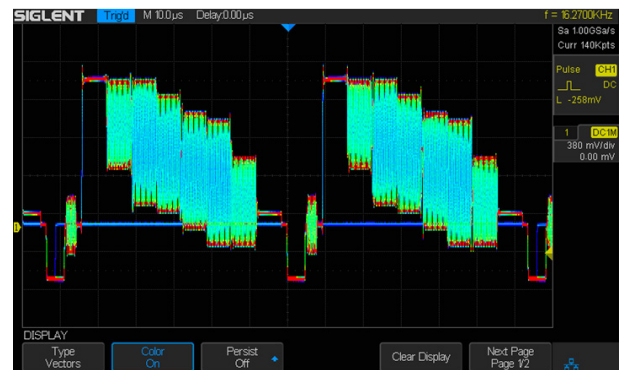 SIGLENT Trig'd M 10.0µs Delay:0.00µs f = 16.2700KHz
Sa 1.00GSa/s
Curr 140Kpts
Pulse CH1
DC
L -258mV
1 DC1M
380 mV/div
0.00 mV
1
DISPLAY
Type Vectors
Color On
Persist Off
Clear Display
Next Page Page 1/2